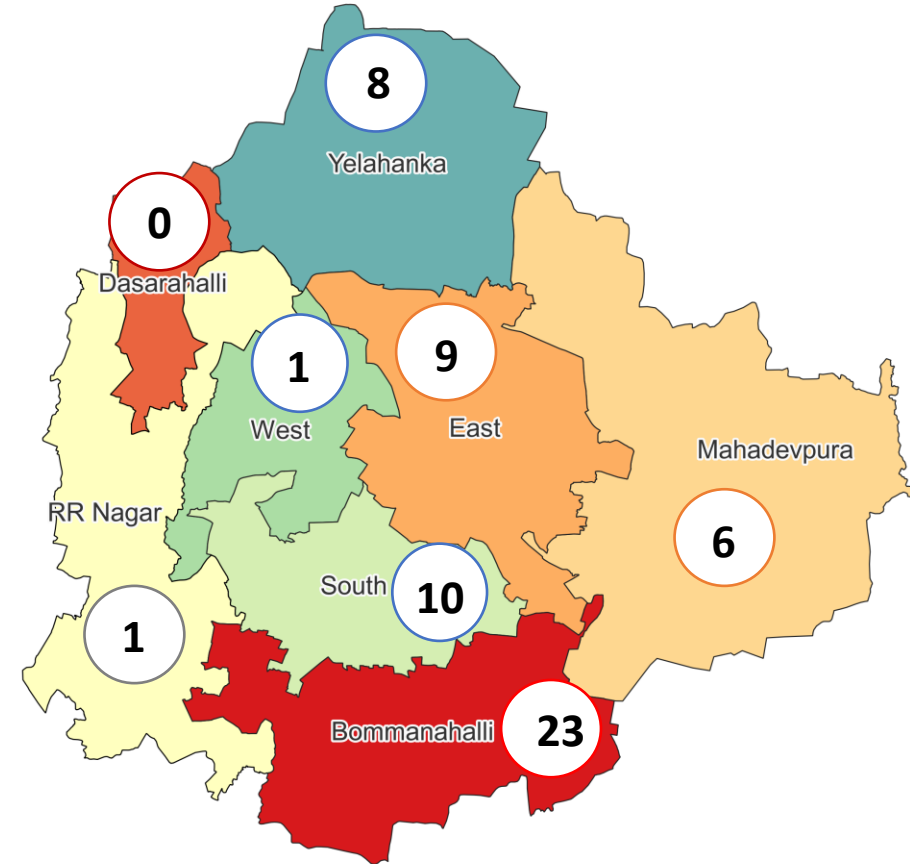 8
Yelahanka
0
Dasarahalli
1
West
9
East
Mahadevpura
6
RR Nagar
1
South
10
Bommanahalli
23